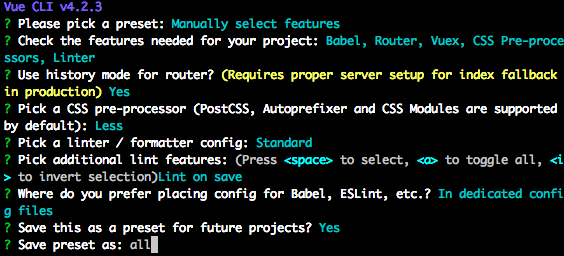 Vue CLI v4.2.3
? Please pick a preset: Manually select features
? Check the features needed for your project: Babel, Router, Vuex, CSS Pre-proce
ssors, Linter
? Use history mode for router? (Requires proper server setup for index fallback
in production) Yes
? Pick a CSS pre-processor (PostCSS, Autoprefixer and CSS Modules are supported
by default): Less
? Pick a linter / formatter config: Standard
? Pick additional lint features: (Press <space> to select, <a> to toggle all, <i
> to invert selection)Lint on save
? Where do you prefer placing config for Babel, ESLint, etc.? In dedicated confi
g files
? Save this as a preset for future projects? Yes
? Save preset as: all